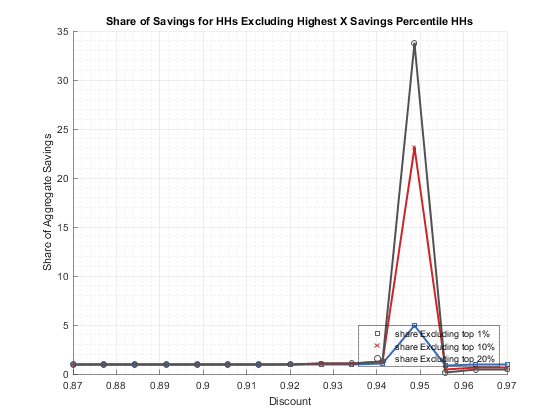 Share of Savings for HHs Excluding Highest X Savings Percentile HHs
Share of Aggregate Savings
35
30
25
20
15
10
5
0
share Excluding top 1%
share Excluding top 10%
share Excluding top 20%
0.87 0.88 0.89 0.9 0.91 0.92 0.93 0.94 0.95 0.96 0.97
Discount